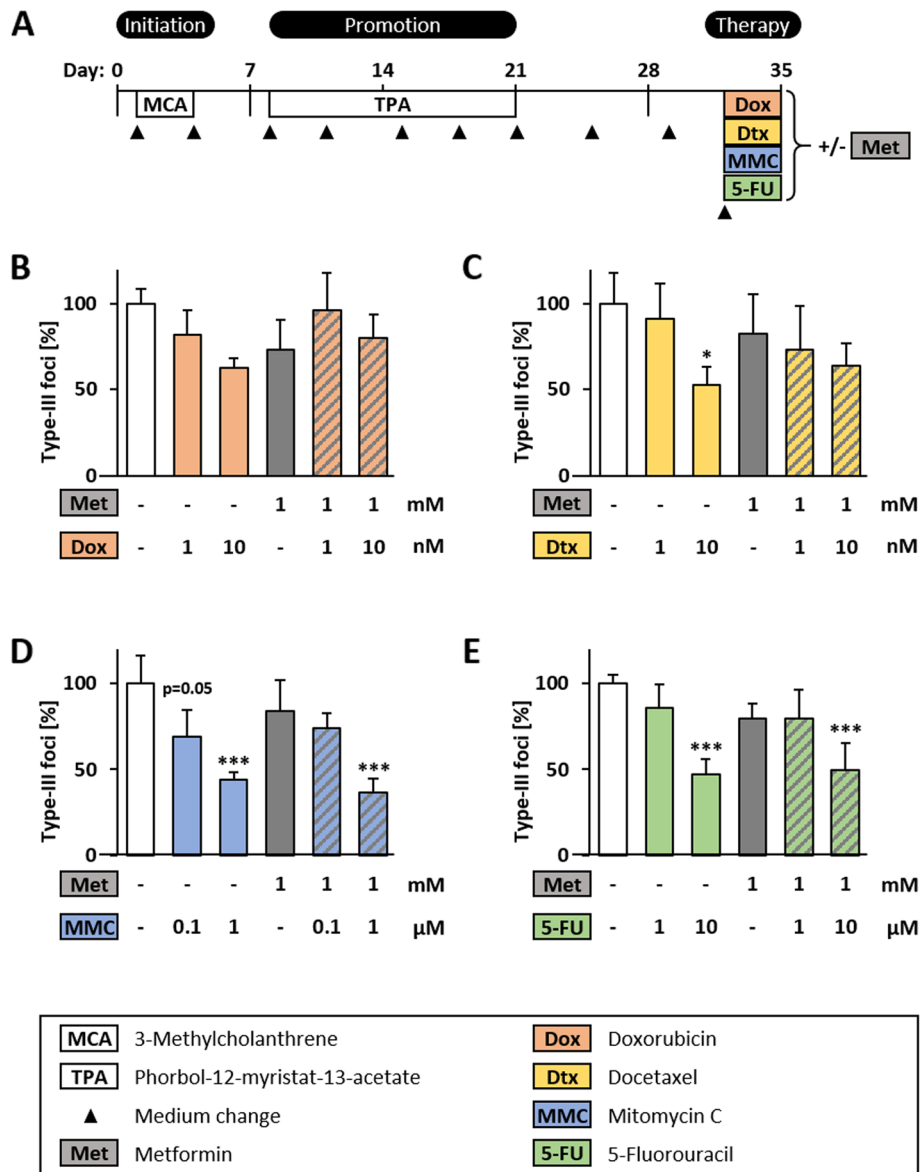 A
Initiation Promotion Therapy
Day: 0 7 14 21 28 35
MCA TPA Dox
Dtx
MMC
5-FU
+/- Met
B
Type-III foci [%]
100
50
0
Met - - - 1 1 1 mM
Dox - 1 10 - 1 10 nM
C
Type-III foci [%]
100
50
0
*
Met - - - 1 1 1 mM
Dtx - 1 10 - 1 10 nM
D
Type-III foci [%]
100
50
0
p=0.05
***
***
Met - - - 1 1 1 mM
MMC - 0.1 1 - 0.1 1 µM
E
Type-III foci [%]
100
50
0
***
***
Met - - - 1 1 1 mM
5-FU - 1 10 - 1 10 µM
MCA 3-Methylcholanthrene
TPA Phorbol-12-myristat-13-acetate
Medium change
Met Metformin
Dox Doxorubicin
Dtx Docetaxel
MMC Mitomycin C
5-FU 5-Fluorouracil